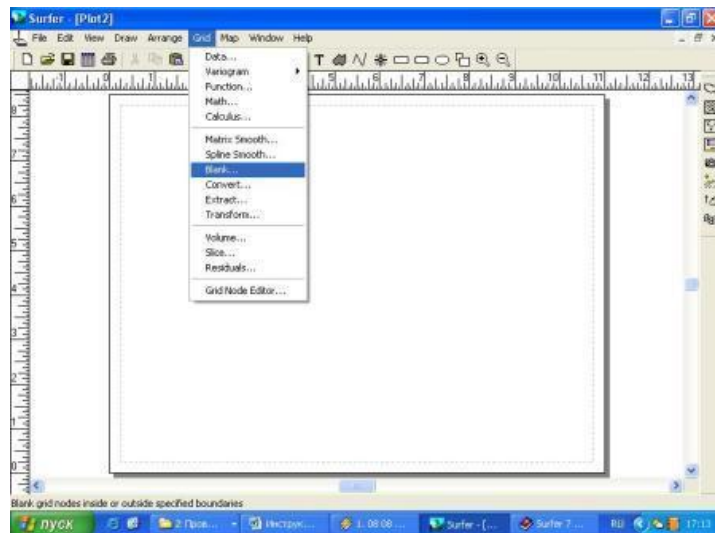 Surfer - [Plot2]
File Edit View Draw Arrange Grid Map Window Help
Data...
Variogram
Function...
Math...
Calculus...
Matrix Smooth...
Spline Smooth...
Blank...
Convert...
Extract...
Transform...
Volume...
Slice...
Residuals...
Grid Node Editor...
Blank grid nodes inside or outside specified boundaries
пуск
Surfer - [...
Surfer 7 ...
RU
17:13